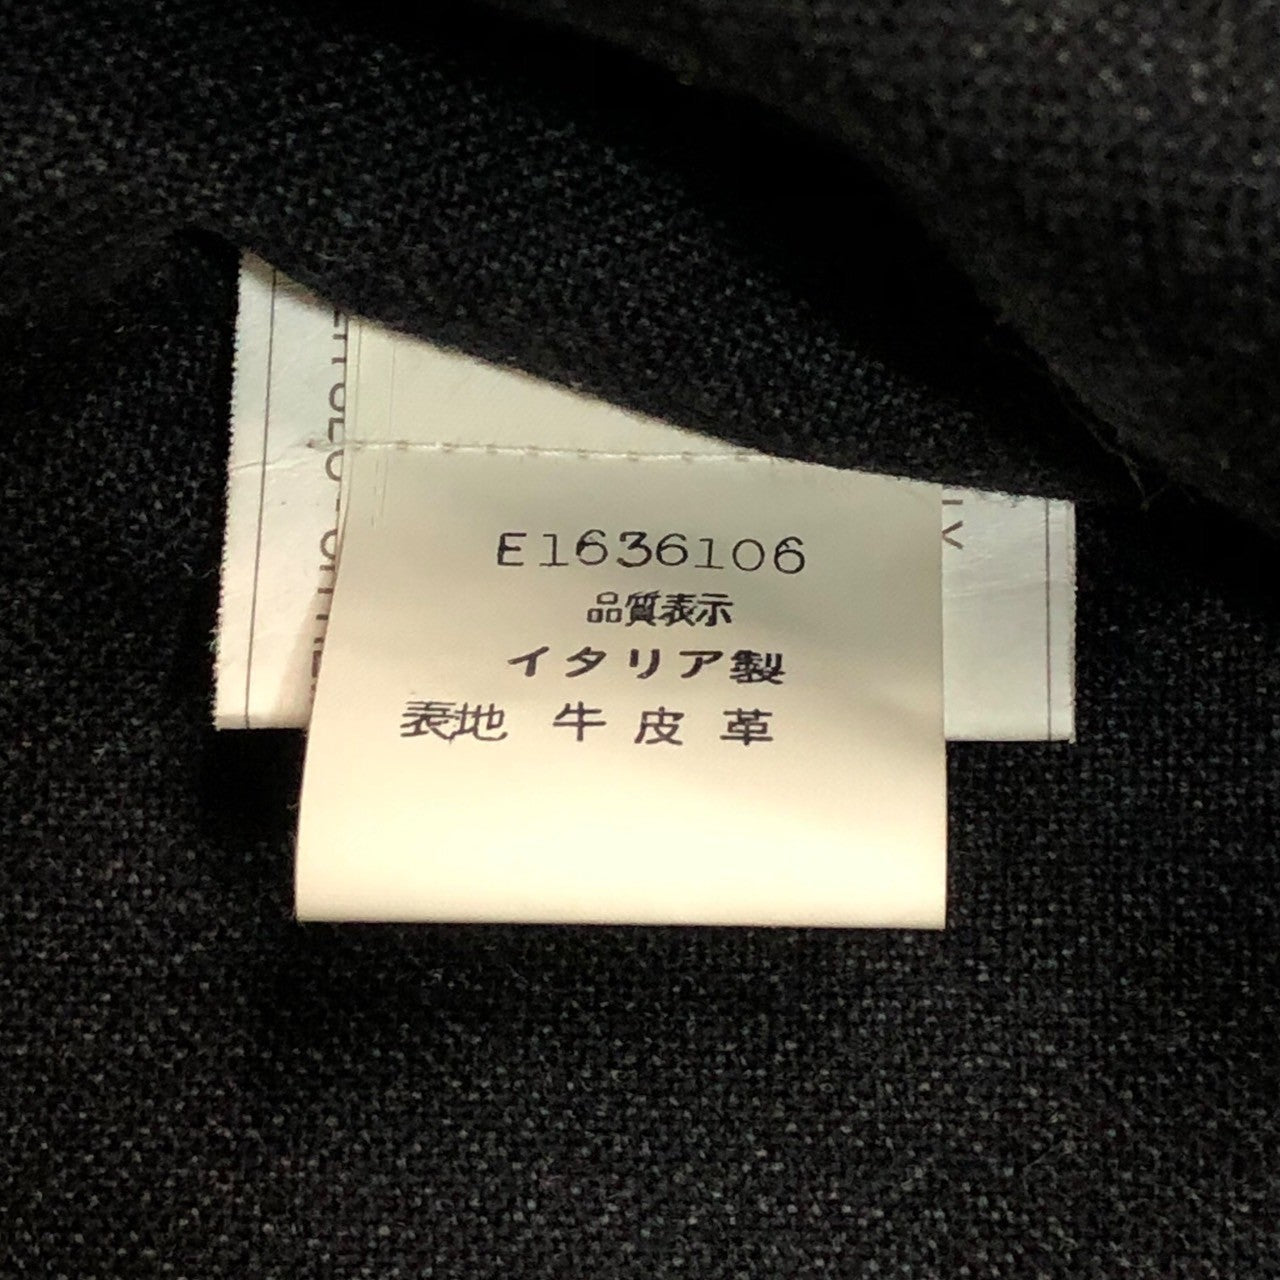 E1636106
品質表示
イタリア製
表地 牛皮革